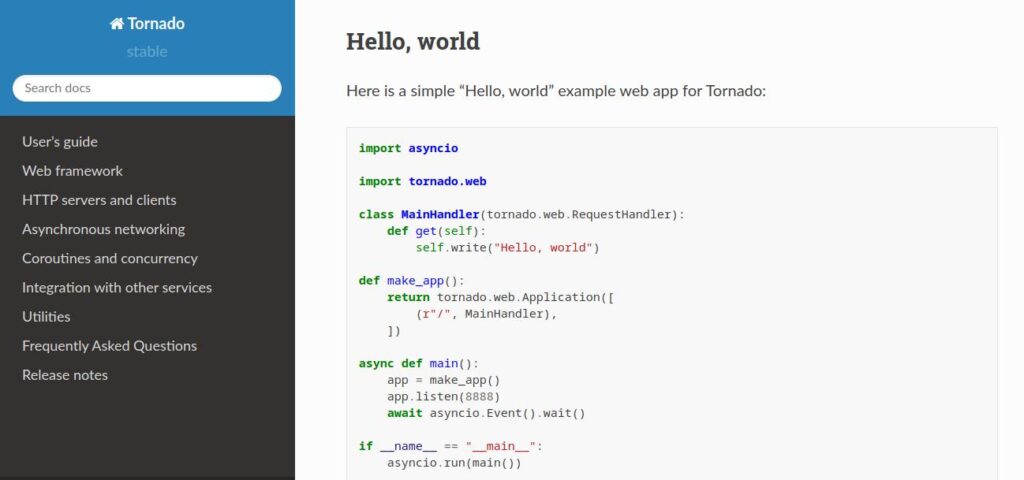 Tornado
stable
Search docs
User's guide
Web framework
HTTP servers and clients
Asynchronous networking
Coroutines and concurrency
Integration with other services
Utilities
Frequently Asked Questions
Release notes
Hello, world
Here is a simple “Hello, world” example web app for Tornado:
import asyncio
import tornado.web
class MainHandler(tornado.web.RequestHandler):
    def get(self):
        self.write("Hello, world")
def make_app():
    return tornado.web.Application([
        (r"/", MainHandler),
    ])
async def main():
    app = make_app()
    app.listen(8888)
    await asyncio.Event().wait()
if __name__ == "__main__":
    asyncio.run(main())